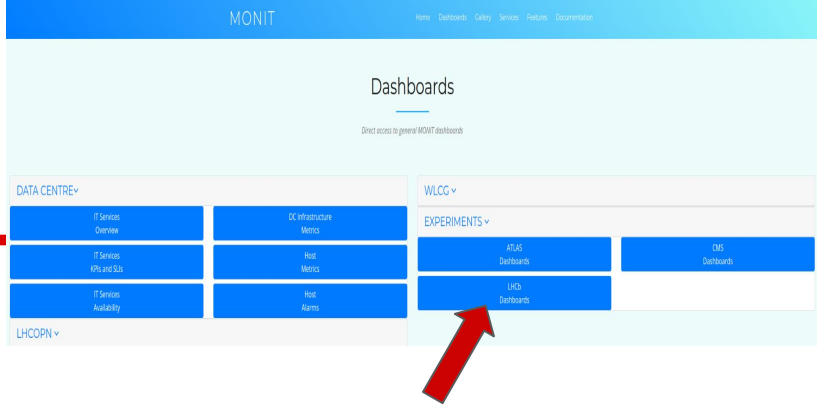 MONIT
Home Dashboards Gallery Services Features Documentation
Dashboards
Direct access to general MONIT dashboards
DATA CENTRE
IT Services
Overview
DC Infrastructure
Metrics
IT Services
KPIs and SLIs
Host
Metrics
IT Services
Availability
Host
Alarms
LHCOPN
WLCG
EXPERIMENTS
ATLAS
Dashboards
CMS
Dashboards
LHCb
Dashboards